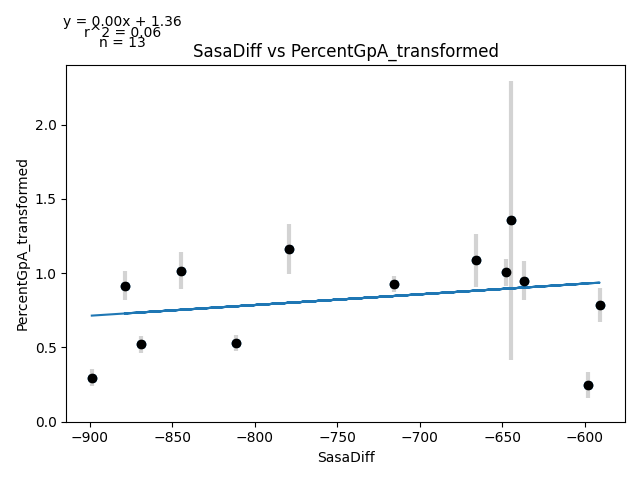 y = 0.00x + 1.36
r^2 = 0.06
n = 13
SasaDiff vs PercentGpA_transformed
PercentGpA_transformed
2.0
1.5
1.0
0.5
0.0
−900
−850
−800
−750
−700
−650
−600
SasaDiff